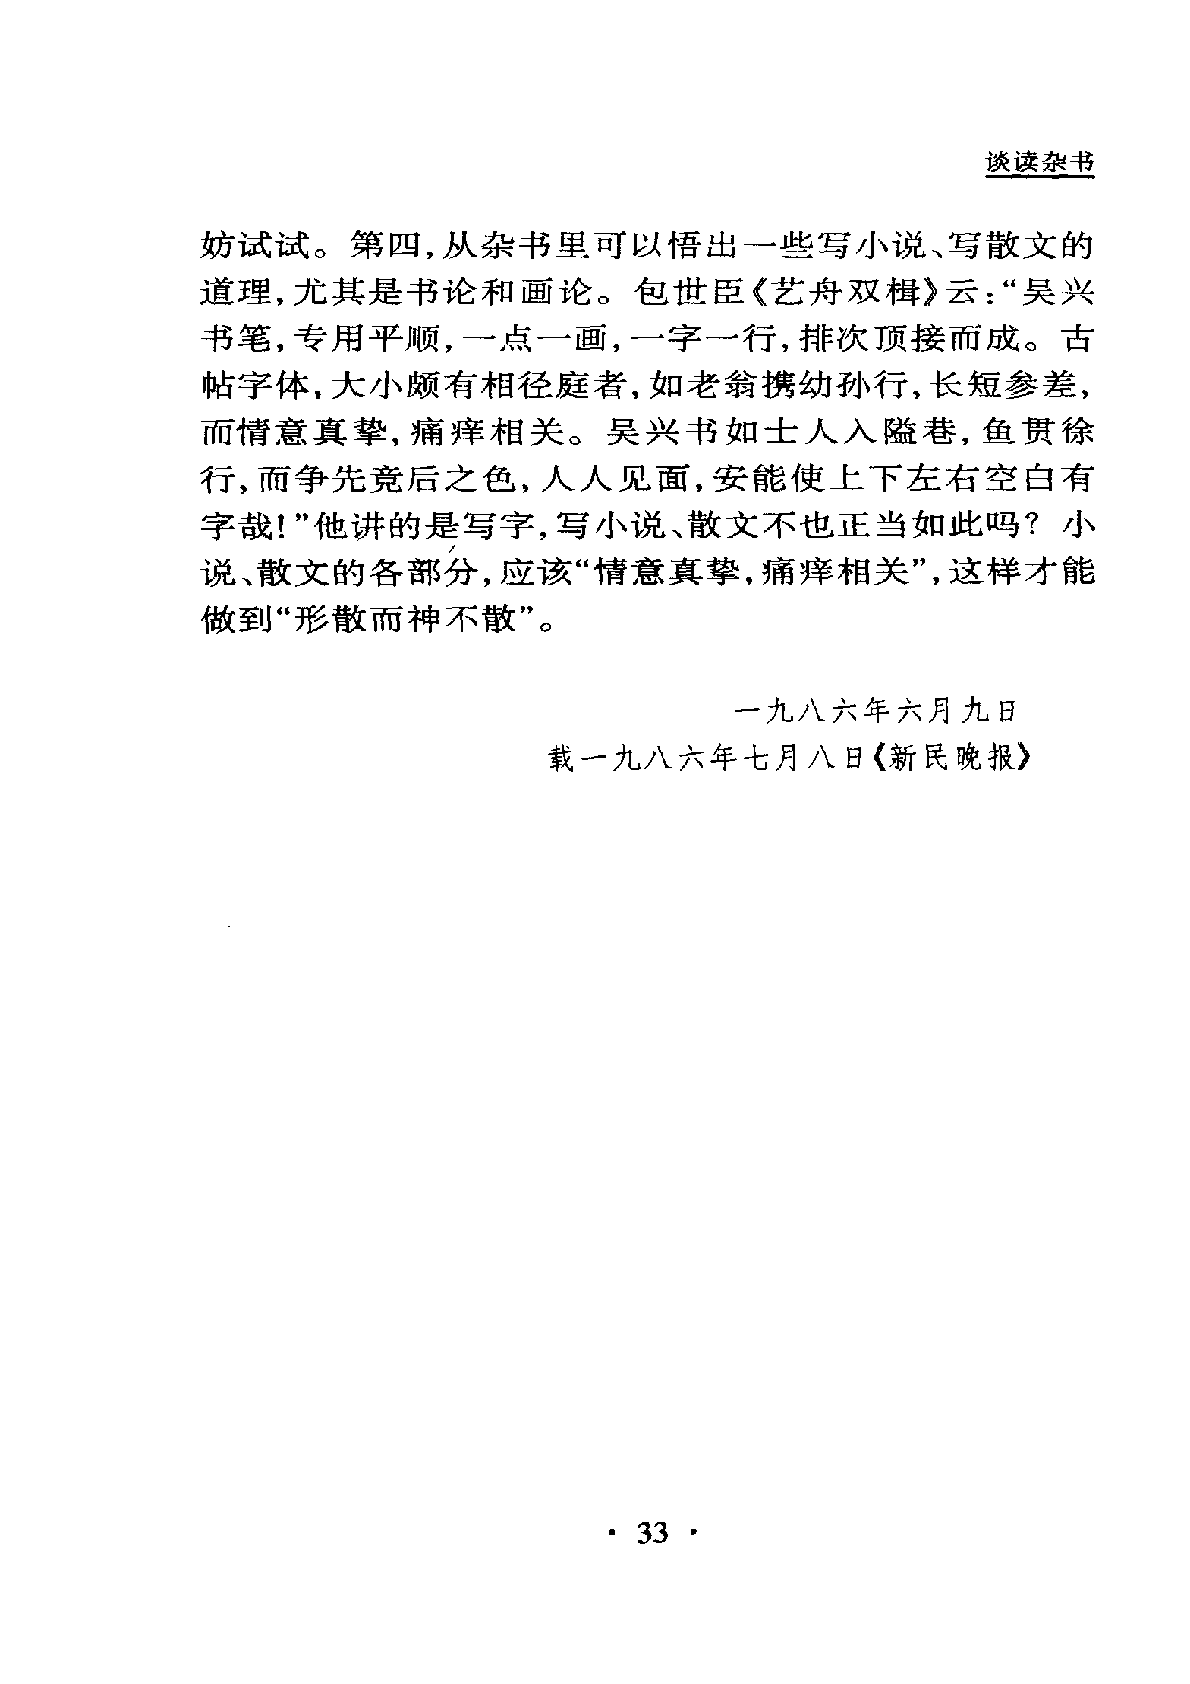 谈读杂书
妨试试。第四,从杂书里可以悟出一些写小说、写散文的
道理,尤其是书论和画论。包世臣《艺舟双楫》云:“吴兴
书笔,专用平顺,一点一画,一字一行,排次顶接而成。古
帖字体,大小颇有相径庭者,如老翁携幼孙行,长短参差,
而情意真挚,痛痒相关。吴兴书如士人入隘巷,鱼贯徐
行,而争先竞后之色,人人见面,安能使上下左右空白有
字哉!”他讲的是写字,写小说、散文不也正当如此吗?小
说、散文的各部分,应该“情意真挚,痛痒相关”,这样才能
做到“形散而神不散”。
一九八六年六月九日
载一九八六年七月八日《新民晚报》
· 33 ·